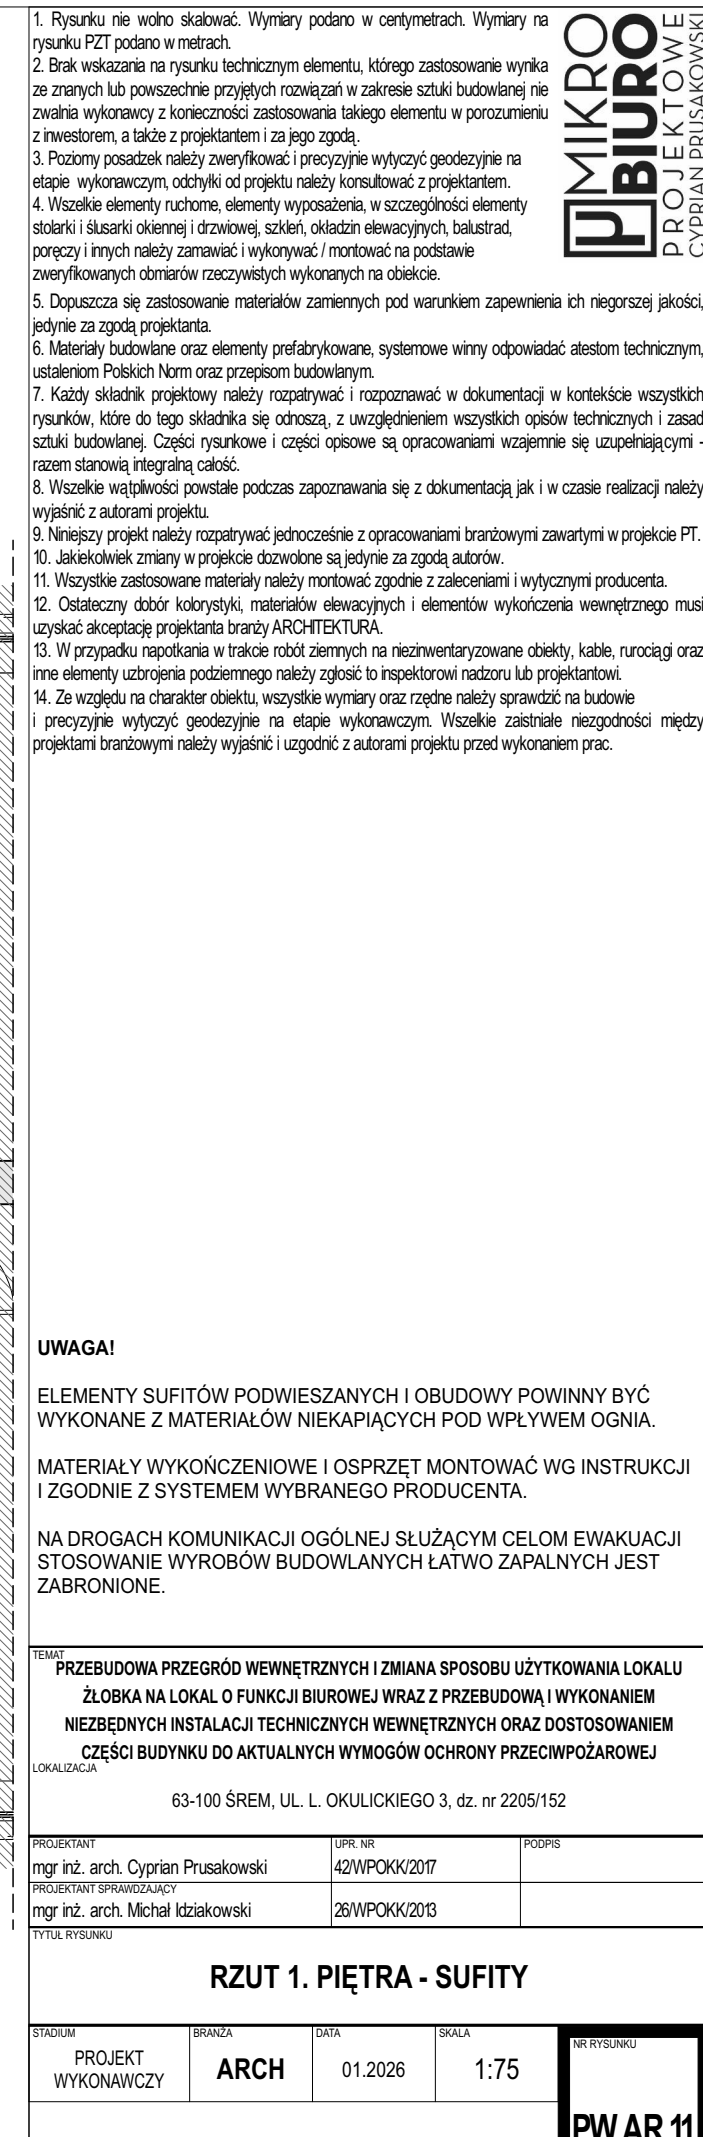 1. Rysunku nie wolno skalować. Wymiary podano w centymetrach. Wymiary na
rysunku PZT podano w metrach.
2. Brak wskazania na rysunku technicznym elementu, którego zastosowanie wynika
ze znanych lub powszechnie przyjętych rozwiązań w zakresie sztuki budowlanej nie
zwalnia wykonawcy z konieczności zastosowania takiego elementu w porozumieniu
z inwestorem, a także z projektantem i za jego zgodą.
3. Poziomy posadzek należy zweryfikować i precyzyjnie wytyczyć geodezyjnie na
etapie wykonawczym, odchyłki od projektu należy konsultować z projektantem.
4. Wszelkie elementy ruchome, elementy wyposażenia, w szczególności elementy
stolarki i ślusarki okiennej i drzwiowej, szkleń, okładzin elewacyjnych, balustrad,
poręczy i innych należy zamawiać i wykonywać / montować na podstawie
zweryfikowanych obmiarów rzeczywistych wykonanych na obiekcie.
µ MIKRO
BIURO
PROJEKTOWE
CYPRIAN PRUSAKOWSKI
5. Dopuszcza się zastosowanie materiałów zamiennych pod warunkiem zapewnienia ich niegorszej jakości,
jedynie za zgodą projektanta.
6. Materiały budowlane oraz elementy prefabrykowane, systemowe winny odpowiadać atestom technicznym,
ustaleniom Polskich Norm oraz przepisom budowlanym.
7. Każdy składnik projektowy należy rozpatrywać i rozpoznawać w dokumentacji w kontekście wszystkich
rysunków, które do tego składnika się odnoszą, z uwzględnieniem wszystkich opisów technicznych i zasad
sztuki budowlanej. Części rysunkowe i części opisowe są opracowaniami wzajemnie się uzupełniającymi -
razem stanowią integralną całość.
8. Wszelkie wątpliwości powstałe podczas zapoznawania się z dokumentacją jak i w czasie realizacji należy
wyjaśnić z autorami projektu.
9. Niniejszy projekt należy rozpatrywać jednocześnie z opracowaniami branżowymi zawartymi w projekcie PT.
10. Jakiekolwiek zmiany w projekcie dozwolone są jedynie za zgodą autorów.
11. Wszystkie zastosowane materiały należy montować zgodnie z zaleceniami i wytycznymi producenta.
12. Ostateczny dobór kolorystyki, materiałów elewacyjnych i elementów wykończenia wewnętrznego musi
uzyskać akceptację projektanta branży ARCHITEKTURA.
13. W przypadku napotkania w trakcie robót ziemnych na niezinwentaryzowane obiekty, kable, rurociągi oraz
inne elementy uzbrojenia podziemnego należy zgłosić to inspektorowi nadzoru lub projektantowi.
14. Ze względu na charakter obiektu, wszystkie wymiary oraz rzędne należy sprawdzić na budowie
i precyzyjnie wytyczyć geodezyjnie na etapie wykonawczym. Wszelkie zaistniałe niezgodności między
projektami branżowymi należy wyjaśnić i uzgodnić z autorami projektu przed wykonaniem prac.
UWAGA!
ELEMENTY SUFITÓW PODWIESZANYCH I OBUDOWY POWINNY BYĆ
WYKONANE Z MATERIAŁÓW NIEKAPIĄCYCH POD WPŁYWEM OGNIA.
MATERIAŁY WYKOŃCZENIOWE I OSPRZĘT MONTOWAĆ WG INSTRUKCJI
I ZGODNIE Z SYSTEMEM WYBRANEGO PRODUCENTA.
NA DROGACH KOMUNIKACJI OGÓLNEJ SŁUŻĄCYM CELOM EWAKUACJI
STOSOWANIE WYROBÓW BUDOWLANYCH ŁATWO ZAPALNYCH JEST
ZABRONIONE.
TEMAT
PRZEBUDOWA PRZEGRÓD WEWNĘTRZNYCH I ZMIANA SPOSOBU UŻYTKOWANIA LOKALU
ŻŁOBKA NA LOKAL O FUNKCJI BIUROWEJ WRAZ Z PRZEBUDOWĄ I WYKONANIEM
NIEZBĘDNYCH INSTALACJI TECHNICZNYCH WEWNĘTRZNYCH ORAZ DOSTOSOWANIEM
CZĘŚCI BUDYNKU DO AKTUALNYCH WYMOGÓW OCHRONY PRZECIWPOŻAROWEJ
LOKALIZACJA
63-100 ŚREM, UL. L. OKULICKIEGO 3, dz. nr 2205/152
PROJEKTANT UPR. NR PODPIS
mgr inż. arch. Cyprian Prusakowski 42/WPOKK/2017
PROJEKTANT SPRAWDZAJĄCY
mgr inż. arch. Michał Idziakowski 26/WPOKK/2013
TYTUŁ RYSUNKU
RZUT 1. PIĘTRA - SUFITY
STADIUM BRANŻA DATA SKALA NR RYSUNKU
PROJEKT
WYKONAWCZY ARCH 01.2026 1:75
PW AR 11